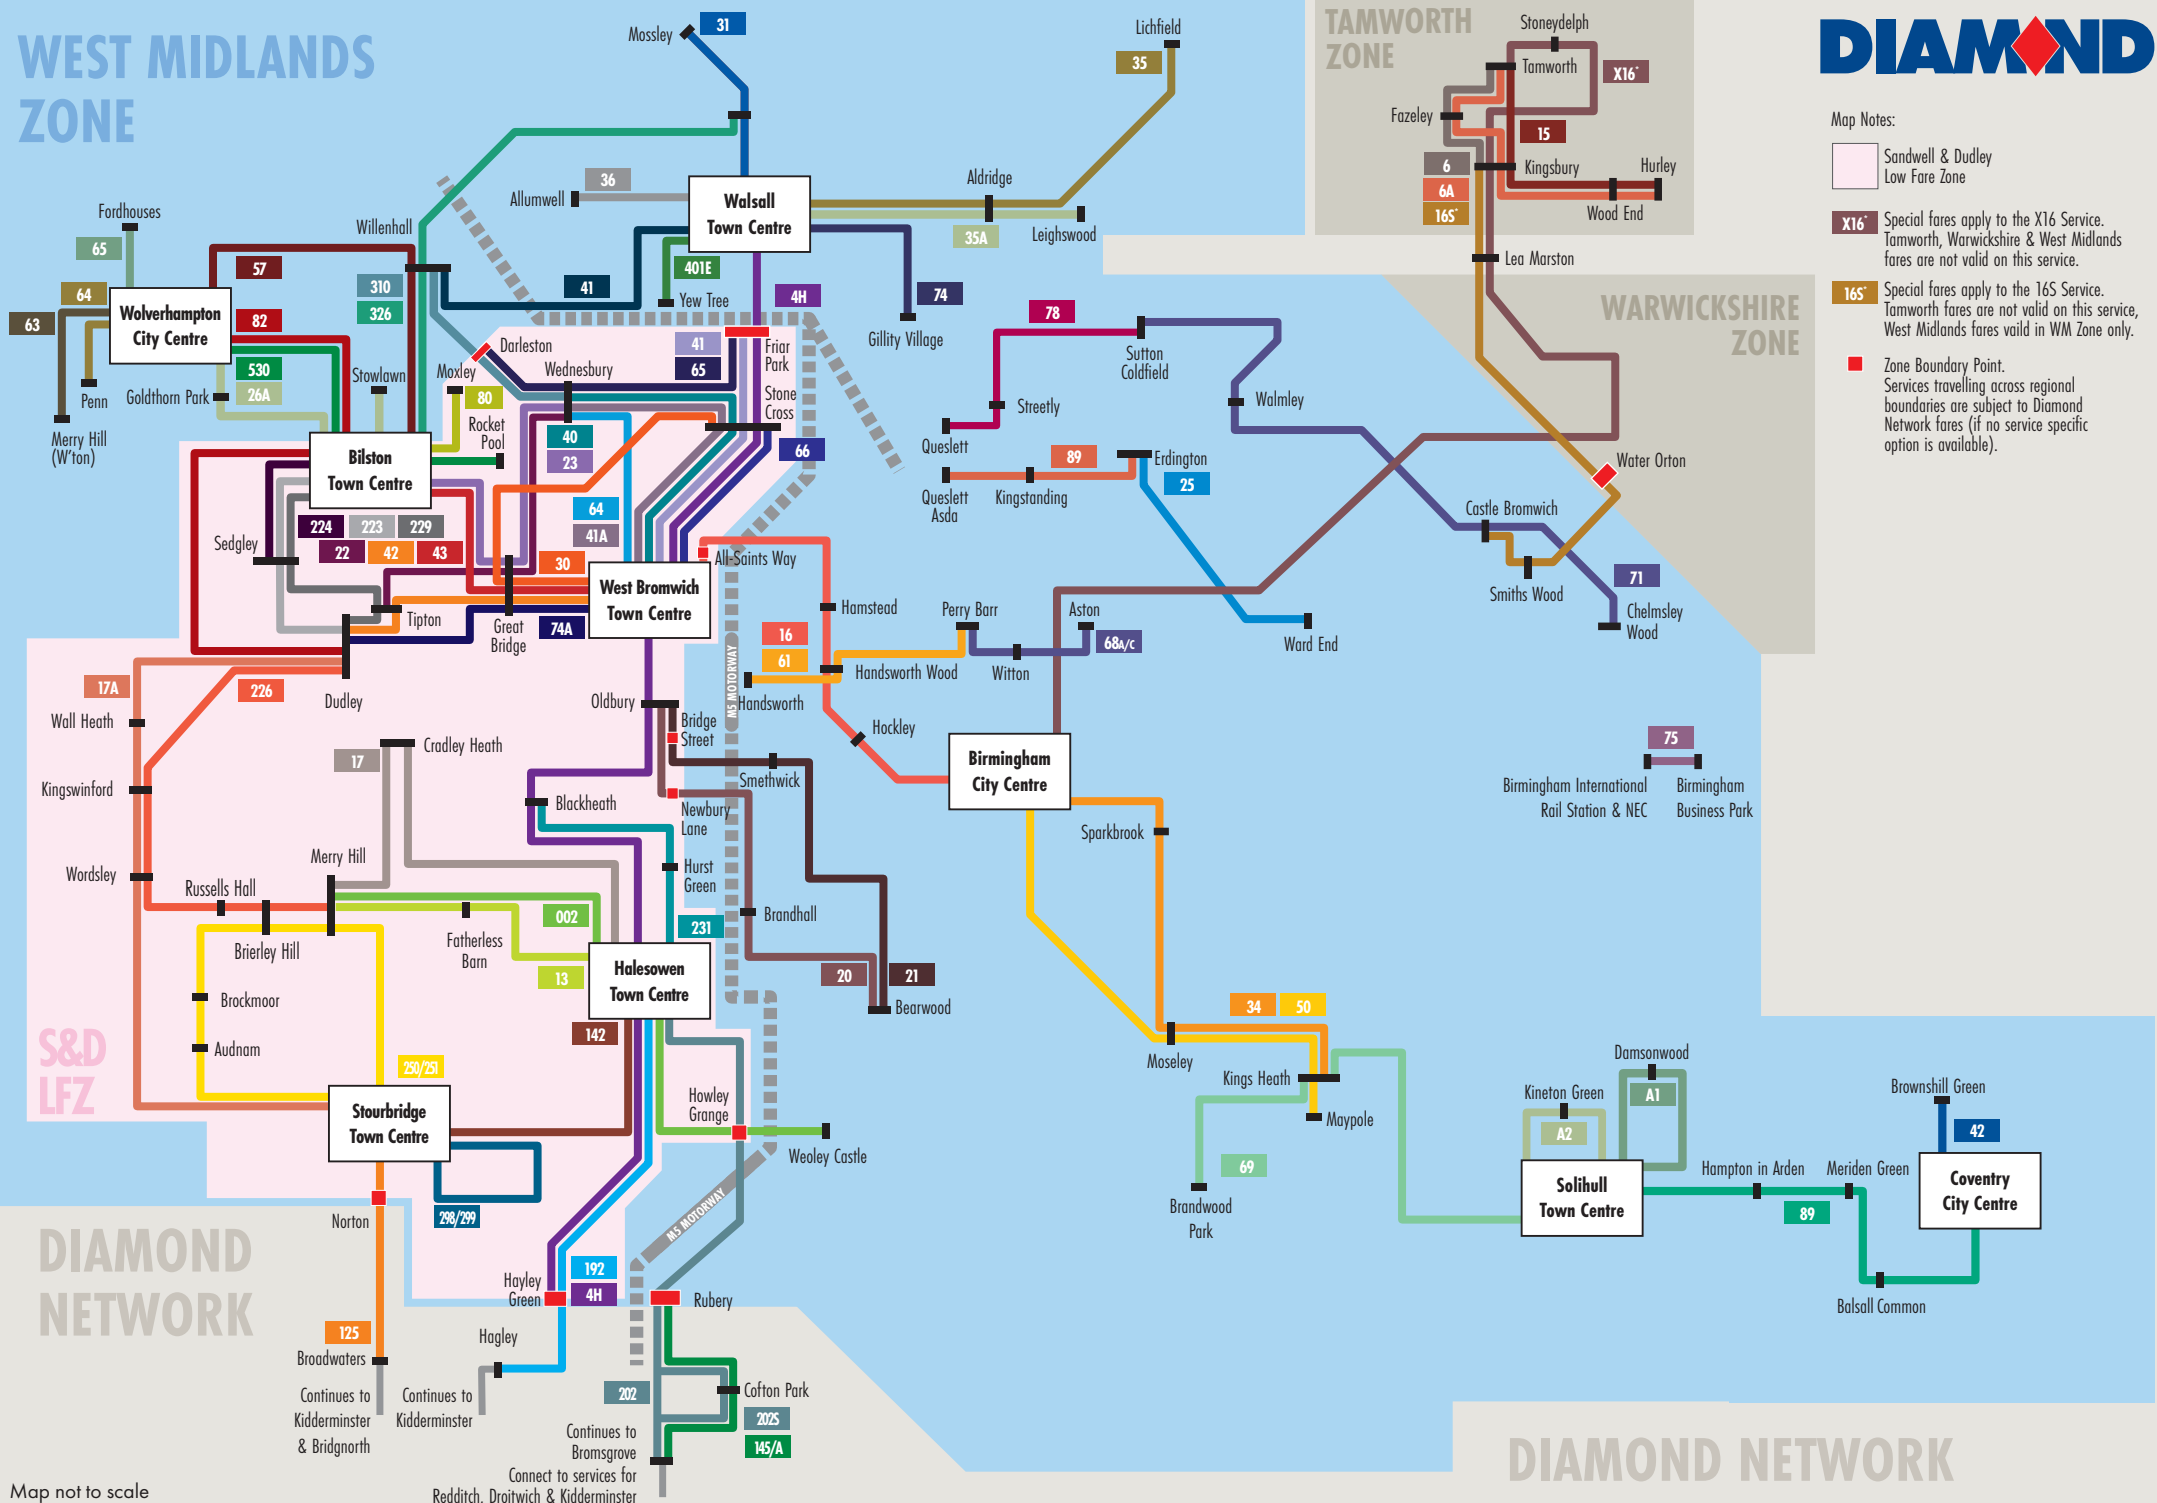 WEST MIDLANDS
ZONE
Mossley
31
Lichfield
35
TAMWORTH
ZONE
Stoneydelph
Tamworth
X16*
Fazeley
15
6
6A
16S*
Kingsbury
Hurley
Wood End
Lea Marston
DIAMOND
Map Notes:
Sandwell & Dudley
Low Fare Zone
X16*
Special fares apply to the X16 Service.
Tamworth, Warwickshire & West Midlands
fares are not valid on this service.
16S*
Special fares apply to the 16S Service.
Tamworth fares are not valid on this service,
West Midlands fares vaild in WM Zone only.
Zone Boundary Point.
Services travelling across regional
boundaries are subject to Diamond
Network fares (if no service specific
option is available).
WARWICKSHIRE
ZONE
36
Allumwell
Walsall
Town Centre
Aldridge
35A
Leighswood
401E
Yew Tree
41
4H
74
Gillity Village
Fordhouses
65
Willenhall
57
310
326
64
63
Wolverhampton
City Centre
82
530
26A
Penn
Merry Hill
(W'ton)
Goldthorn Park
Stowlawn
Moxley
80
Rocket
Pool
Darleston
Wednesbury
41
65
Friar
Park
Stone
Cross
40
23
66
64
41A
78
Sutton
Coldfield
Streetly
Queslett
Walmley
89
Erdington
25
Queslett
Asda
Kingstanding
Water Orton
Castle Bromwich
Smiths Wood
71
Chelmsley
Wood
Bilston
Town Centre
224
223
229
22
42
43
30
Sedgley
Tipton
Great
Bridge
74A
West Bromwich
Town Centre
All-Saints Way
Hamstead
16
61
Perry Barr
Aston
68A/C
Witton
Ward End
Handsworth Wood
Handsworth
Hockley
M5 MOTORWAY
Dudley
17A
226
Wall Heath
Kingswinford
Wordsley
Oldbury
Bridge
Street
Smethwick
Newbury
Lane
Cradley Heath
17
Blackheath
Hurst
Green
Brandhall
Birmingham
City Centre
Sparkbrook
75
Birmingham International
Rail Station & NEC
Birmingham
Business Park
Merry Hill
Russells Hall
Brierley Hill
002
Fatherless
Barn
13
231
20
21
Bearwood
Halesowen
Town Centre
142
Brockmoor
Audnam
S&D
LFZ
250/251
Stourbridge
Town Centre
298/299
Norton
Howley
Grange
Weoley Castle
M5 MOTORWAY
34
50
Moseley
Kings Heath
Maypole
69
Brandwood
Park
Damsonwood
A1
Kineton Green
A2
Solihull
Town Centre
Hampton in Arden
Meriden Green
89
Balsall Common
Brownshill Green
42
Coventry
City Centre
DIAMOND
NETWORK
Hayley
Green
192
4H
Rubery
Hagley
125
Broadwaters
Continues to
Kidderminster
& Bridgnorth
Continues to
Kidderminster
202
Cofton Park
202S
145/A
Continues to
Bromsgrove
Connect to services for
Redditch, Droitwich & Kidderminster
DIAMOND NETWORK
Map not to scale